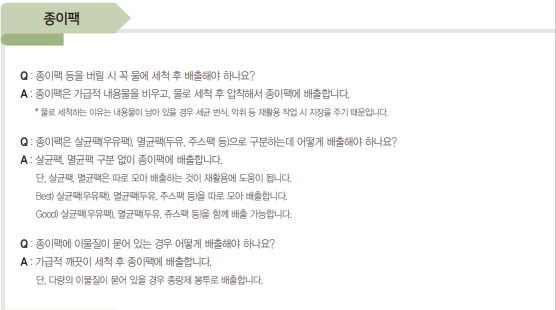 종이팩
Q : 종이팩 등을 버릴 시 꼭 물에 세척 후 배출해야 하나요?
A : 종이팩은 가급적 내용물을 비우고, 물로 세척 후 압착해서 종이팩에 배출합니다.
* 물로 세척하는 이유는 내용물이 남아 있을 경우 세균 번식, 악취 등 재활용 작업 시 지장을 주기 때문입니다.
Q : 종이팩은 살균팩(우유팩), 멸균팩(두유, 주스팩 등)으로 구분하는데 어떻게 배출해야 하나요?
A : 살균팩, 멸균팩 구분 없이 종이팩에 배출합니다.
단, 살균팩, 멸균팩은 따로 모아 배출하는 것이 재활용에 도움이 됩니다.
Best) 살균팩(우유팩), 멸균팩(두유, 주스팩 등)을 따로 모아 배출합니다.
Good) 살균팩(우유팩), 멸균팩(두유, 쥬스팩 등)을 함께 배출 가능합니다.
Q : 종이팩에 이물질이 묻어 있는 경우 어떻게 배출해야 하나요?
A : 가급적 깨끗이 세척 후 종이팩에 배출합니다.
단, 다량의 이물질이 묻어 있을 경우 종량제 봉투로 배출합니다.